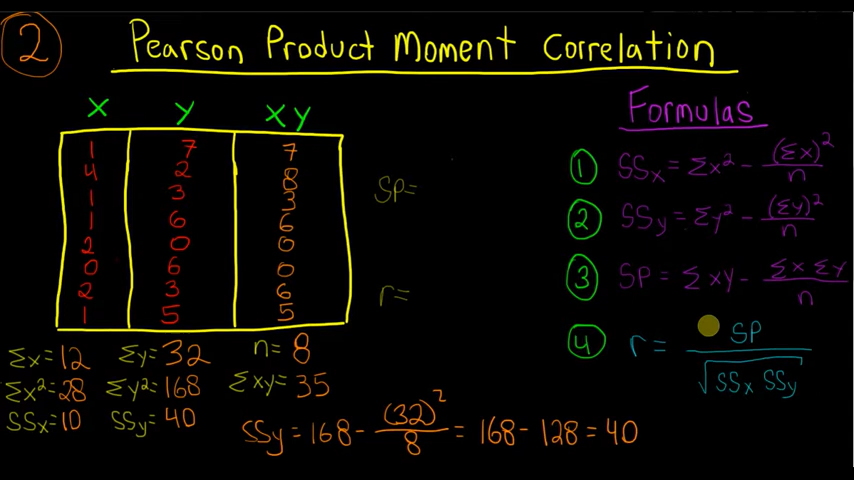 2 Pearson Product Moment Correlation
X Y XY
1 7 7
4 2 8
1 3 3
1 6 6
2 0 0
0 6 0
2 3 6
1 5 5
SP=
r=
Formulas
① SSx = Σx² - (Σx)²/n
② SSy = Σy² - (Σy)²/n
③ SP = Σxy - Σx Σy/n
④ r = SP/√SSx SSy
Σx=12 Σy=32 n=8
Σx²=28 Σy²=168 Σxy=35
SSx=10 SSy=40
SSy = 168 - (32)²/8 = 168 - 128 = 40